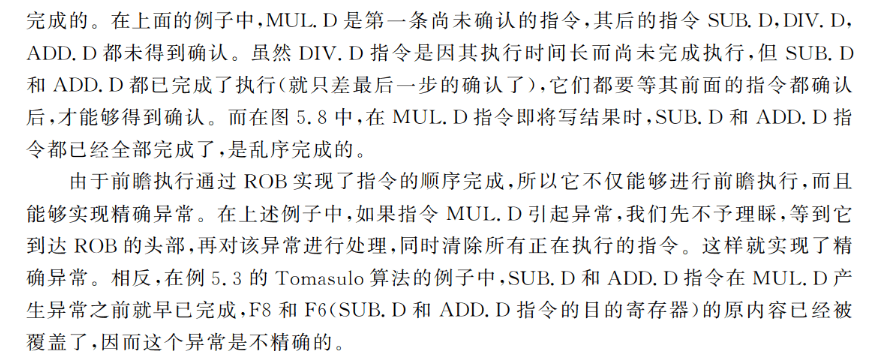 完成的。在上面的例子中,MUL.D 是第一条尚未确认的指令,其后的指令 SUB.D,DIV.D,
ADD.D 都未得到确认。虽然 DIV.D 指令是因其执行时间长而尚未完成执行,但 SUB.D
和 ADD.D 都已完成了执行(就只差最后一步的确认了),它们都要等其前面的指令都确认
后,才能够得到确认。而在图 5.8 中,在 MUL.D 指令即将写结果时,SUB.D 和 ADD.D 指
令都已经全部完成了,是乱序完成的。
由于前瞻执行通过 ROB 实现了指令的顺序完成,所以它不仅能够进行前瞻执行,而且
能够实现精确异常。在上述例子中,如果指令 MUL.D 引起异常,我们先不予理睬,等到它
到达 ROB 的头部,再对该异常进行处理,同时清除所有正在执行的指令。这样就实现了精
确异常。相反,在例 5.3 的 Tomasulo 算法的例子中,SUB.D 和 ADD.D 指令在 MUL.D 产
生异常之前就早已完成,F8 和 F6(SUB.D 和 ADD.D 指令的目的寄存器)的原内容已经被
覆盖了,因而这个异常是不精确的。